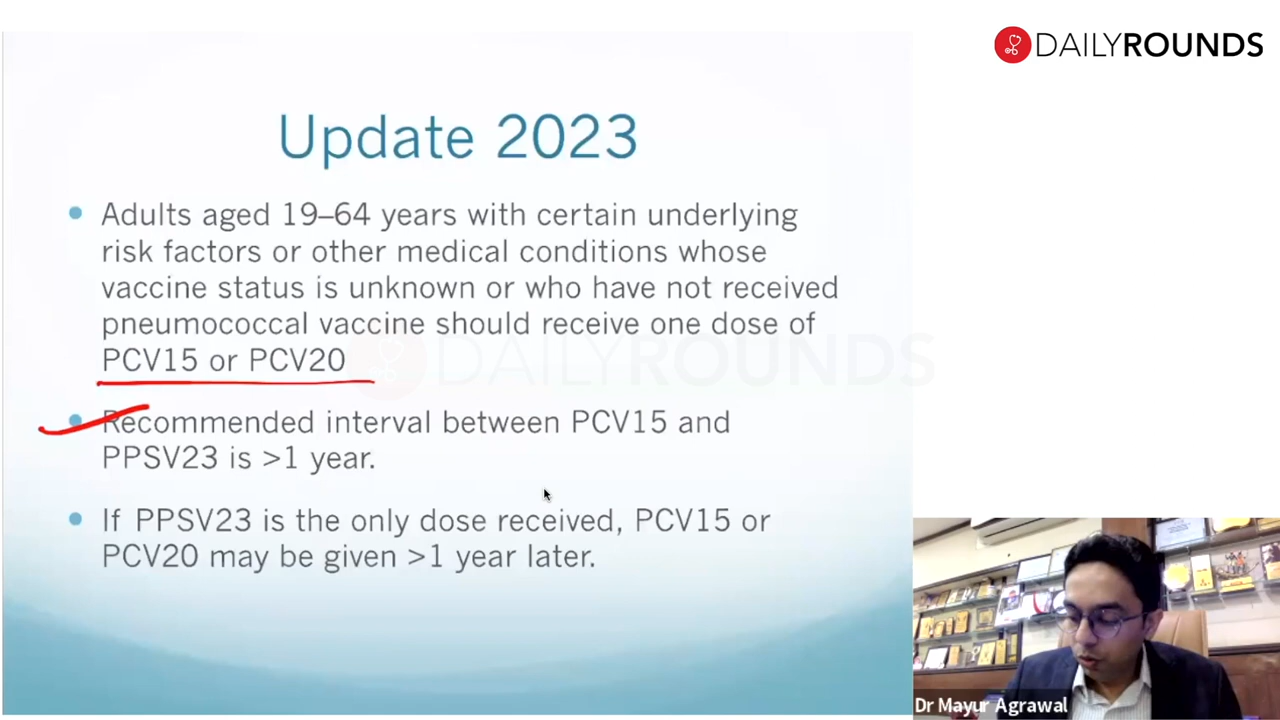 DAILYROUNDS
Update 2023
Adults aged 19–64 years with certain underlying
risk factors or other medical conditions whose
vaccine status is unknown or who have not received
pneumococcal vaccine should receive one dose of
PCV15 or PCV20
DAILYROUNDS
Recommended interval between PCV15 and
PPSV23 is >1 year.
If PPSV23 is the only dose received, PCV15 or
PCV20 may be given >1 year later.
Dr Mayur Agrawal